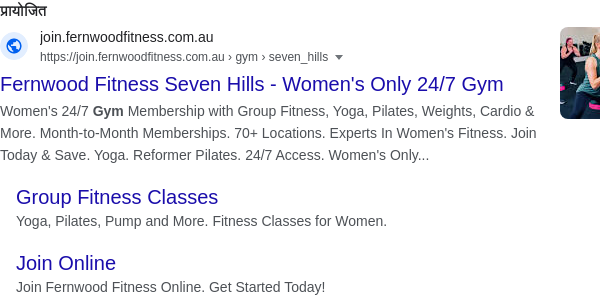 प्रायोजित
join.fernwoodfitness.com.au
https://join.fernwoodfitness.com.au › gym › seven_hills
Fernwood Fitness Seven Hills - Women's Only 24/7 Gym
Women's 24/7 Gym Membership with Group Fitness, Yoga, Pilates, Weights, Cardio &
More. Month-to-Month Memberships. 70+ Locations. Experts In Women's Fitness. Join
Today & Save. Yoga. Reformer Pilates. 24/7 Access. Women's Only...
Group Fitness Classes
Yoga, Pilates, Pump and More. Fitness Classes for Women.
Join Online
Join Fernwood Fitness Online. Get Started Today!